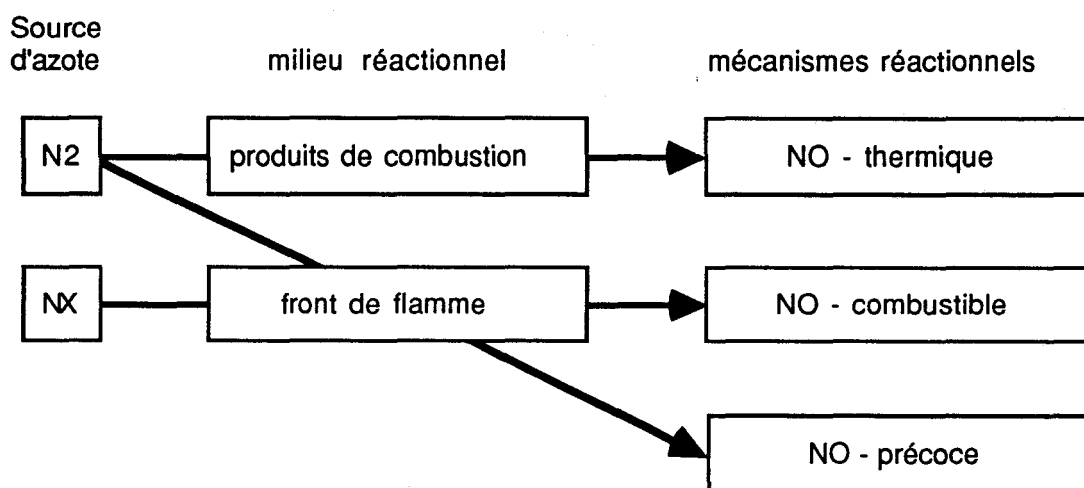 Source
d'azote
milieu réactionnel
mécanismes réactionnels
N2
produits de combustion
NO - thermique
NX
front de flamme
NO - combustible
NO - précoce